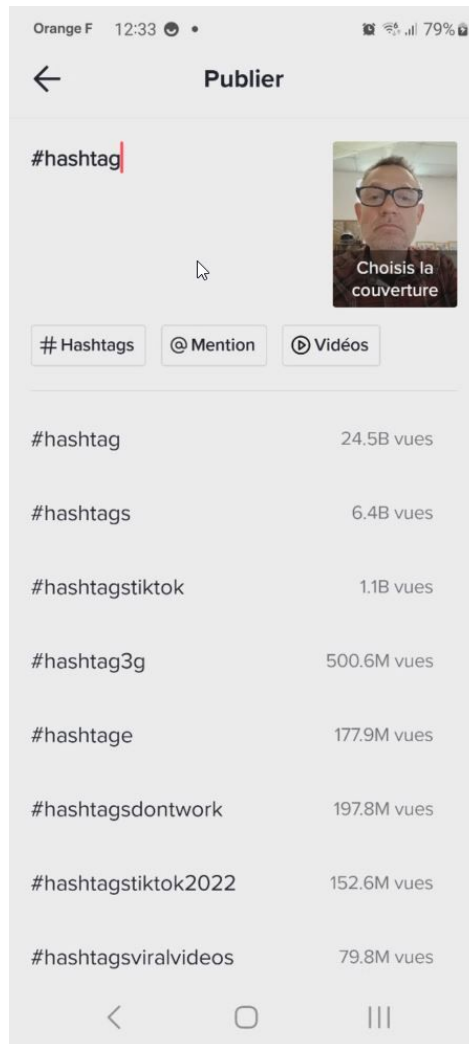 Orange F 12:33 79%
Publier
#hashtag
Choisis la
couverture
# Hashtags @ Mention Vidéos
#hashtag 24.5B vues
#hashtags 6.4B vues
#hashtagstiktok 1.1B vues
#hashtag3g 500.6M vues
#hashtage 177.9M vues
#hashtagsdontwork 197.8M vues
#hashtagstiktok2022 152.6M vues
#hashtagsviralvideos 79.8M vues